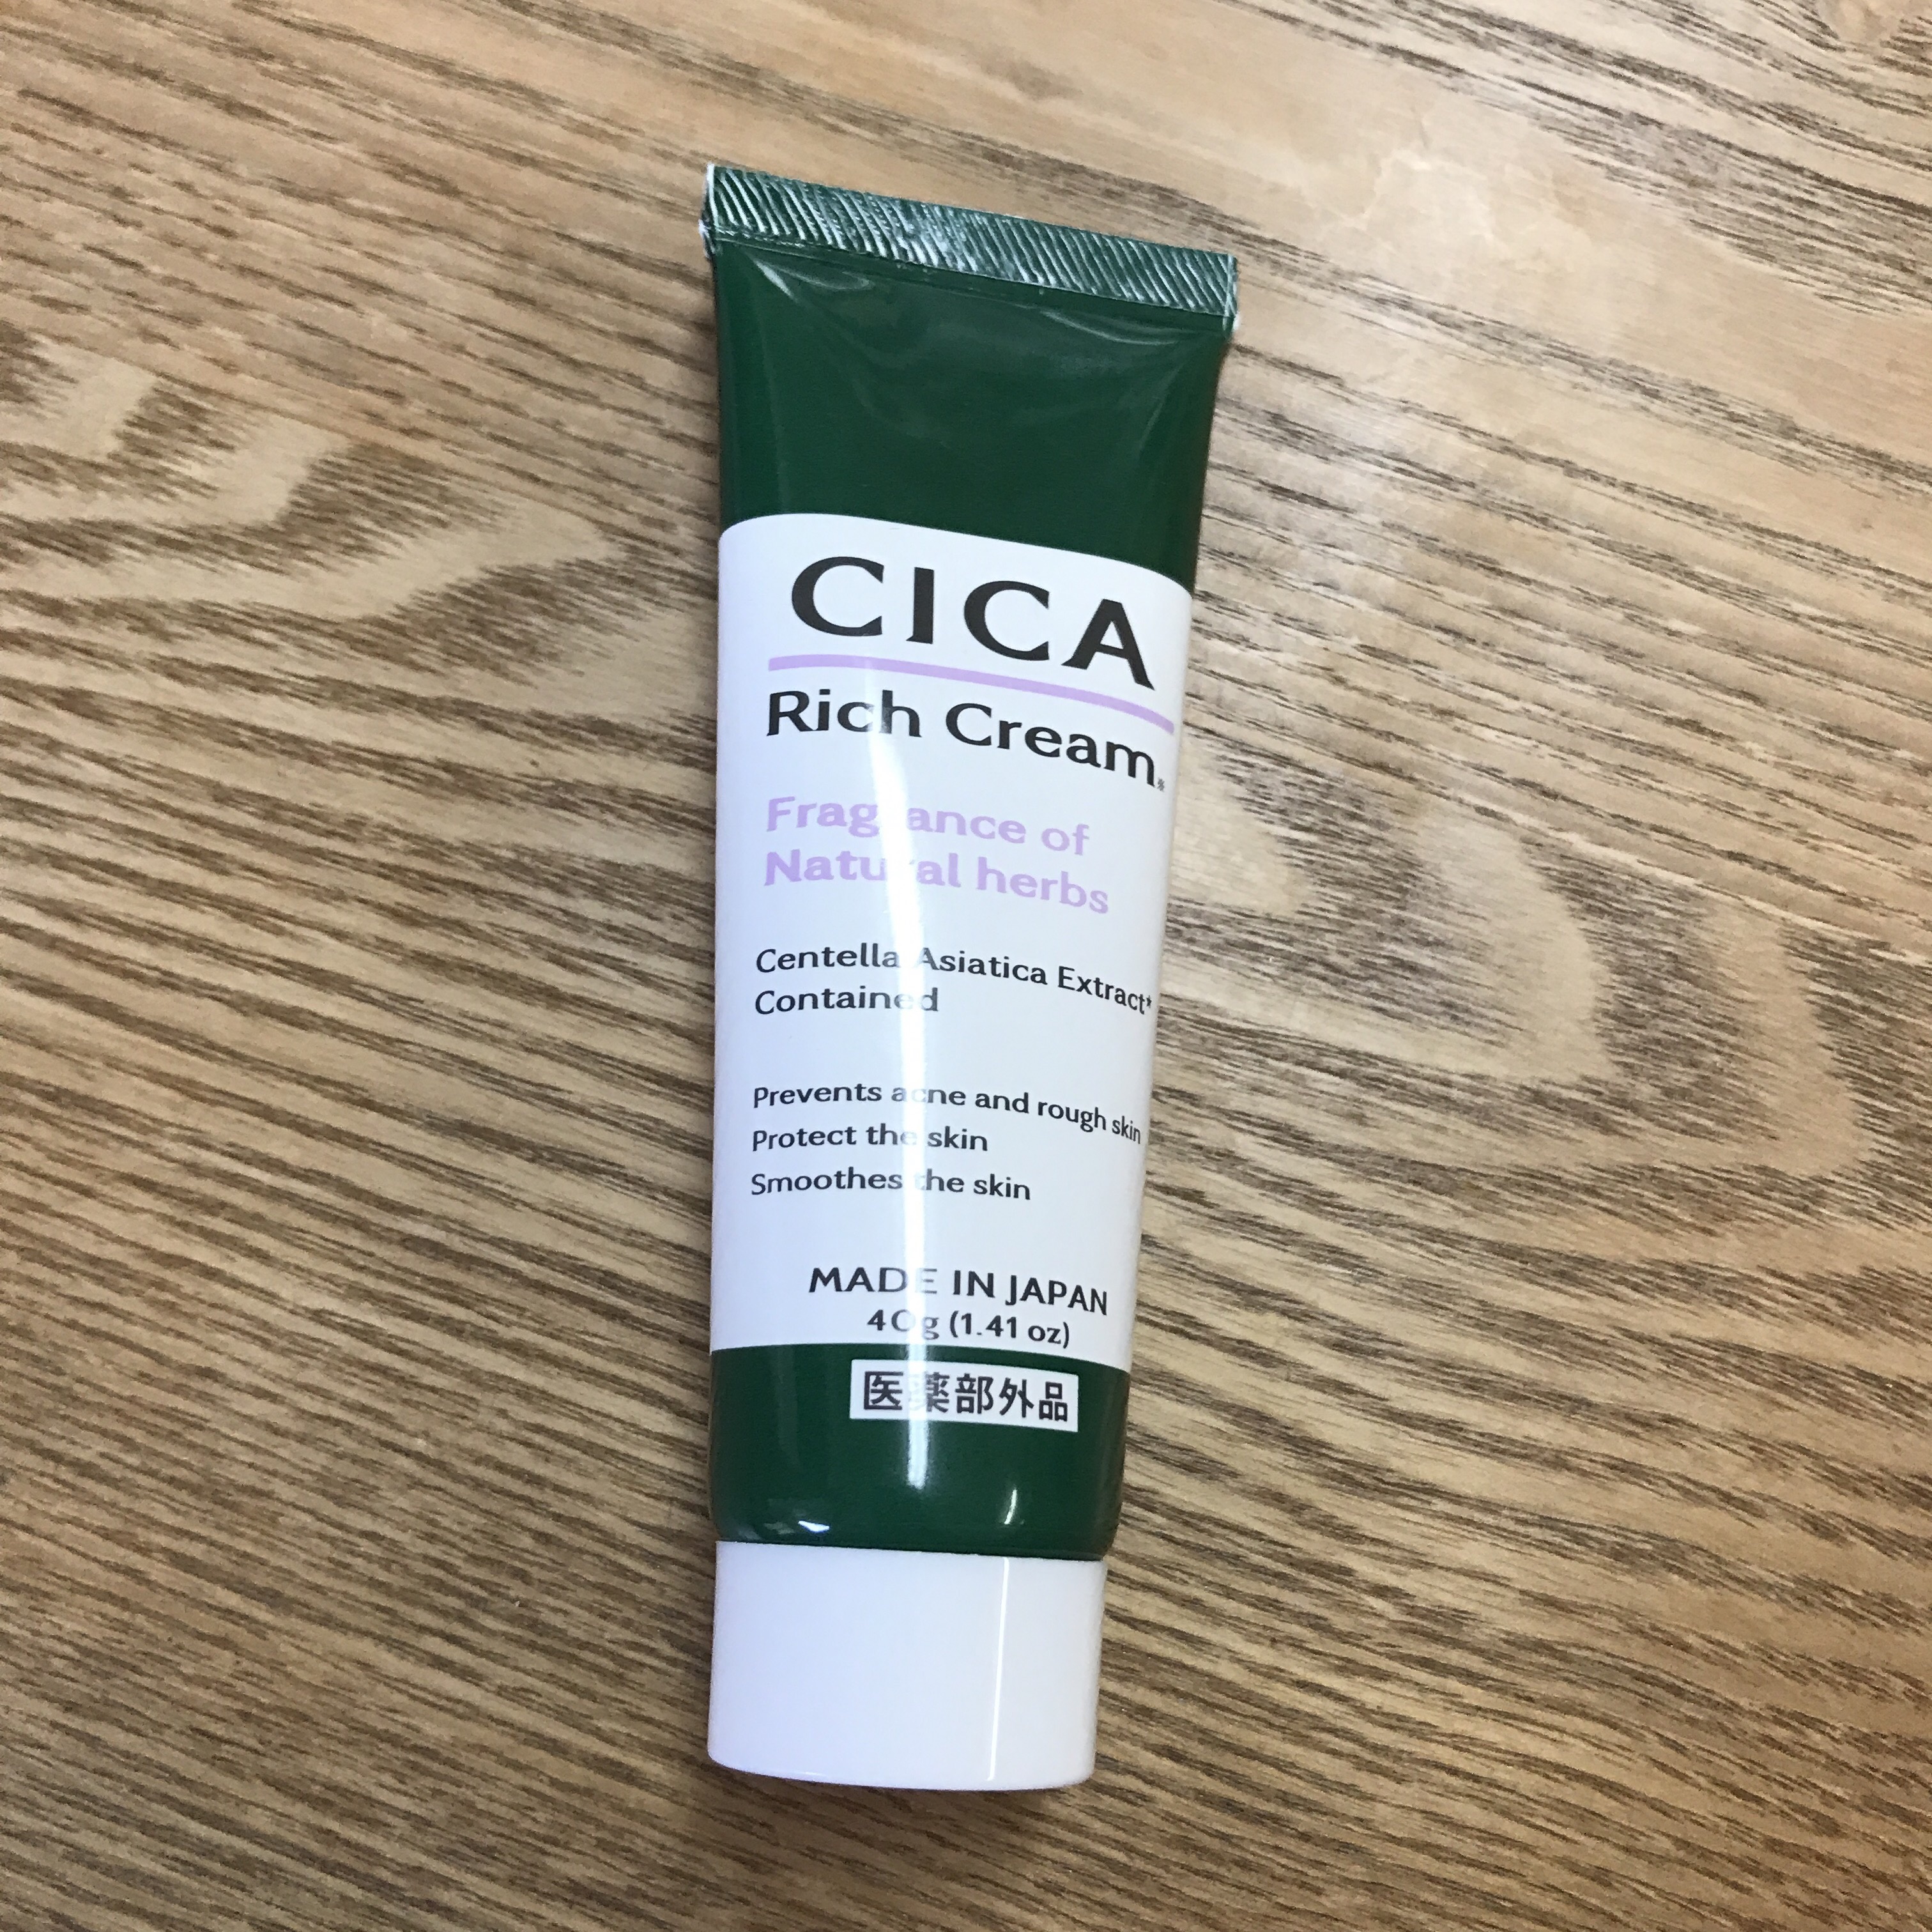 CICA
Rich Cream*
Fragrance of
Natural herbs
Centella Asiatica Extract*
Contained
Prevents acne and rough skin
Protect the skin
Smoothes the skin
MADE IN JAPAN
40g (1.41 oz)
医薬部外品